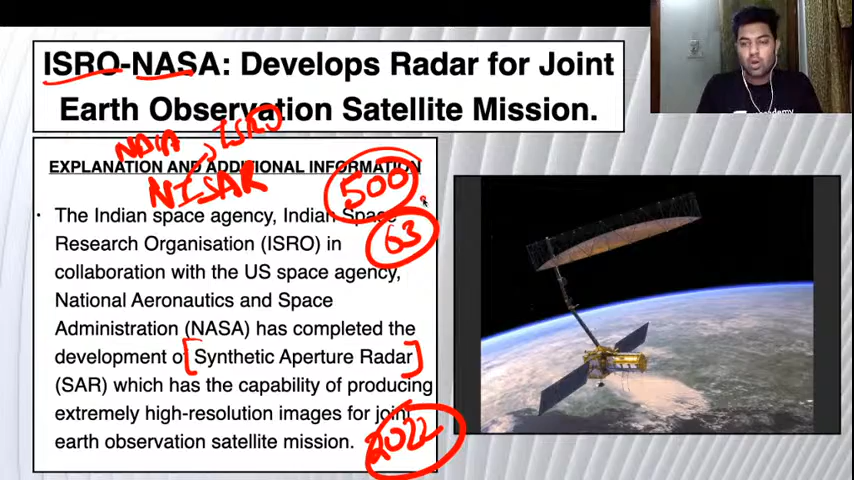 ISRO-NASA: Develops Radar for Joint
Earth Observation Satellite Mission.
NASA
ISRO
EXPLANATION AND ADDITIONAL INFORMATION
NISAR
500
63
· The Indian space agency, Indian Space
Research Organisation (ISRO) in
collaboration with the US space agency,
National Aeronautics and Space
Administration (NASA) has completed the
development of [Synthetic Aperture Radar]
(SAR) which has the capability of producing
extremely high-resolution images for joint
earth observation satellite mission.
2022